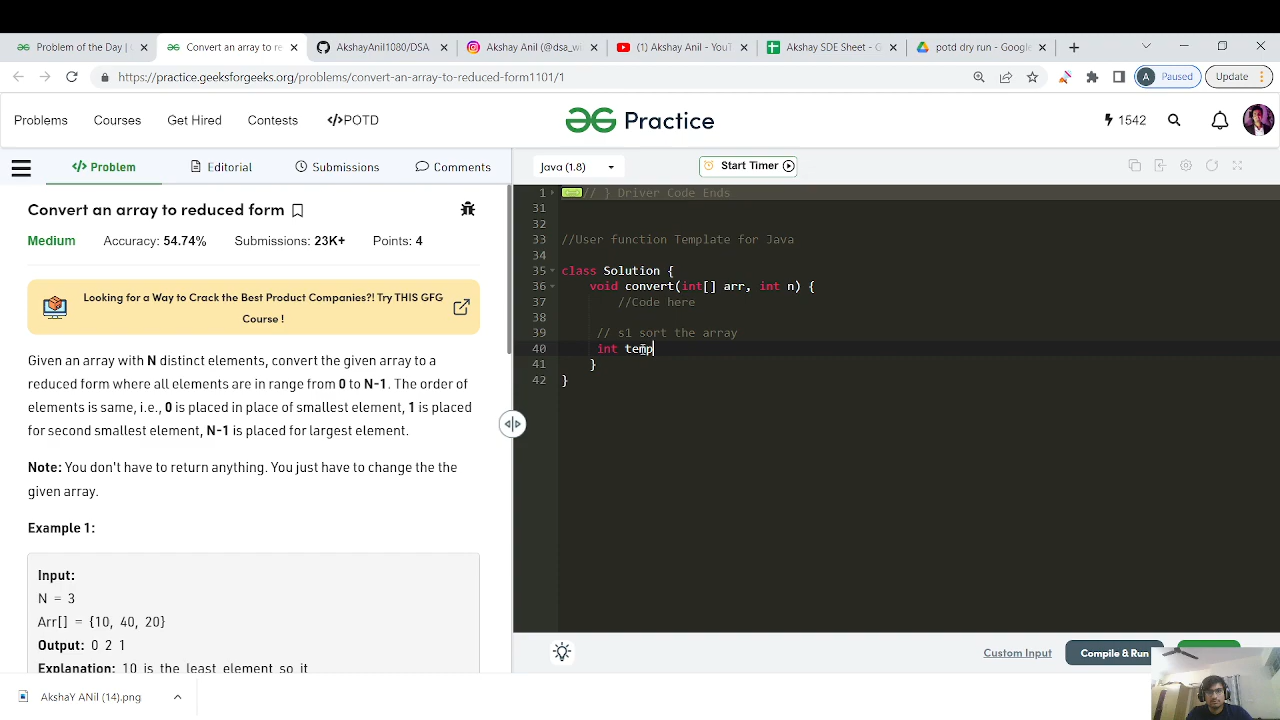 Problem of the Day |
Convert an array to re
AkshayAnil1080/DSA
Akshay Anil (@dsa_wi
(1) Akshay Anil - YouT
Akshay SDE Sheet - G
potd dry run - Google
https://practice.geeksforgeeks.org/problems/convert-an-array-to-reduced-form1101/1
A Paused
Update
Problems
Courses
Get Hired
Contests
</>POTD
Practice
1542
</> Problem
Editorial
Submissions
Comments
Java (1.8)
Start Timer
Convert an array to reduced form
Medium Accuracy: 54.74% Submissions: 23K+ Points: 4
Looking for a Way to Crack the Best Product Companies?! Try THIS GFG
Course !
Given an array with N distinct elements, convert the given array to a
reduced form where all elements are in range from 0 to N-1. The order of
elements is same, i.e., 0 is placed in place of smallest element, 1 is placed
for second smallest element, N-1 is placed for largest element.
Note: You don't have to return anything. You just have to change the the
given array.
Example 1:
Input:
N = 3
Arr[] = {10, 40, 20}
Output: 0 2 1
Explanation: 10 is the least element so it
1 // } Driver Code Ends
31
32
33 //User function Template for Java
34
35 class Solution {
36 void convert(int[] arr, int n) {
37 //Code here
38
39 // s1 sort the array
40 int temp
41 }
42 }
Custom Input
Compile & Run
AkshaY ANil (14).png